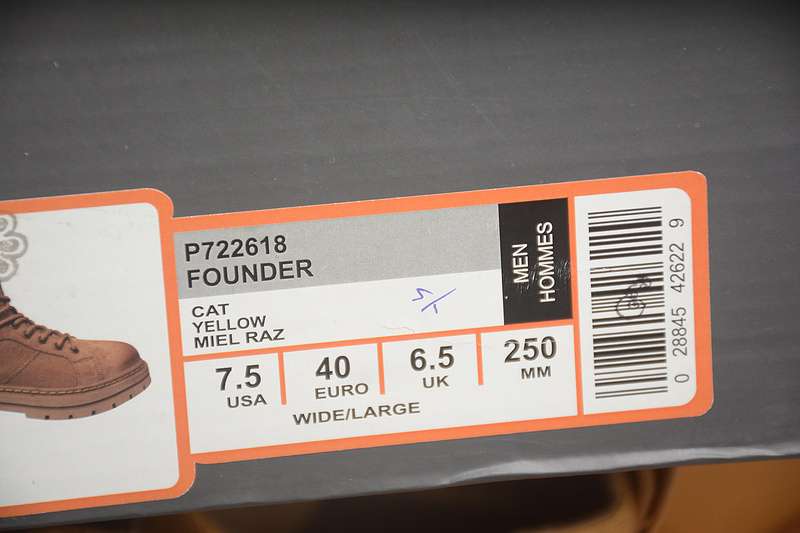 P722618
FOUNDER
CAT
YELLOW
MIEL RAZ
MEN
HOMMES
7.5
USA
40
EURO
6.5
UK
250
MM
WIDE/LARGE
0 28845 42622 9